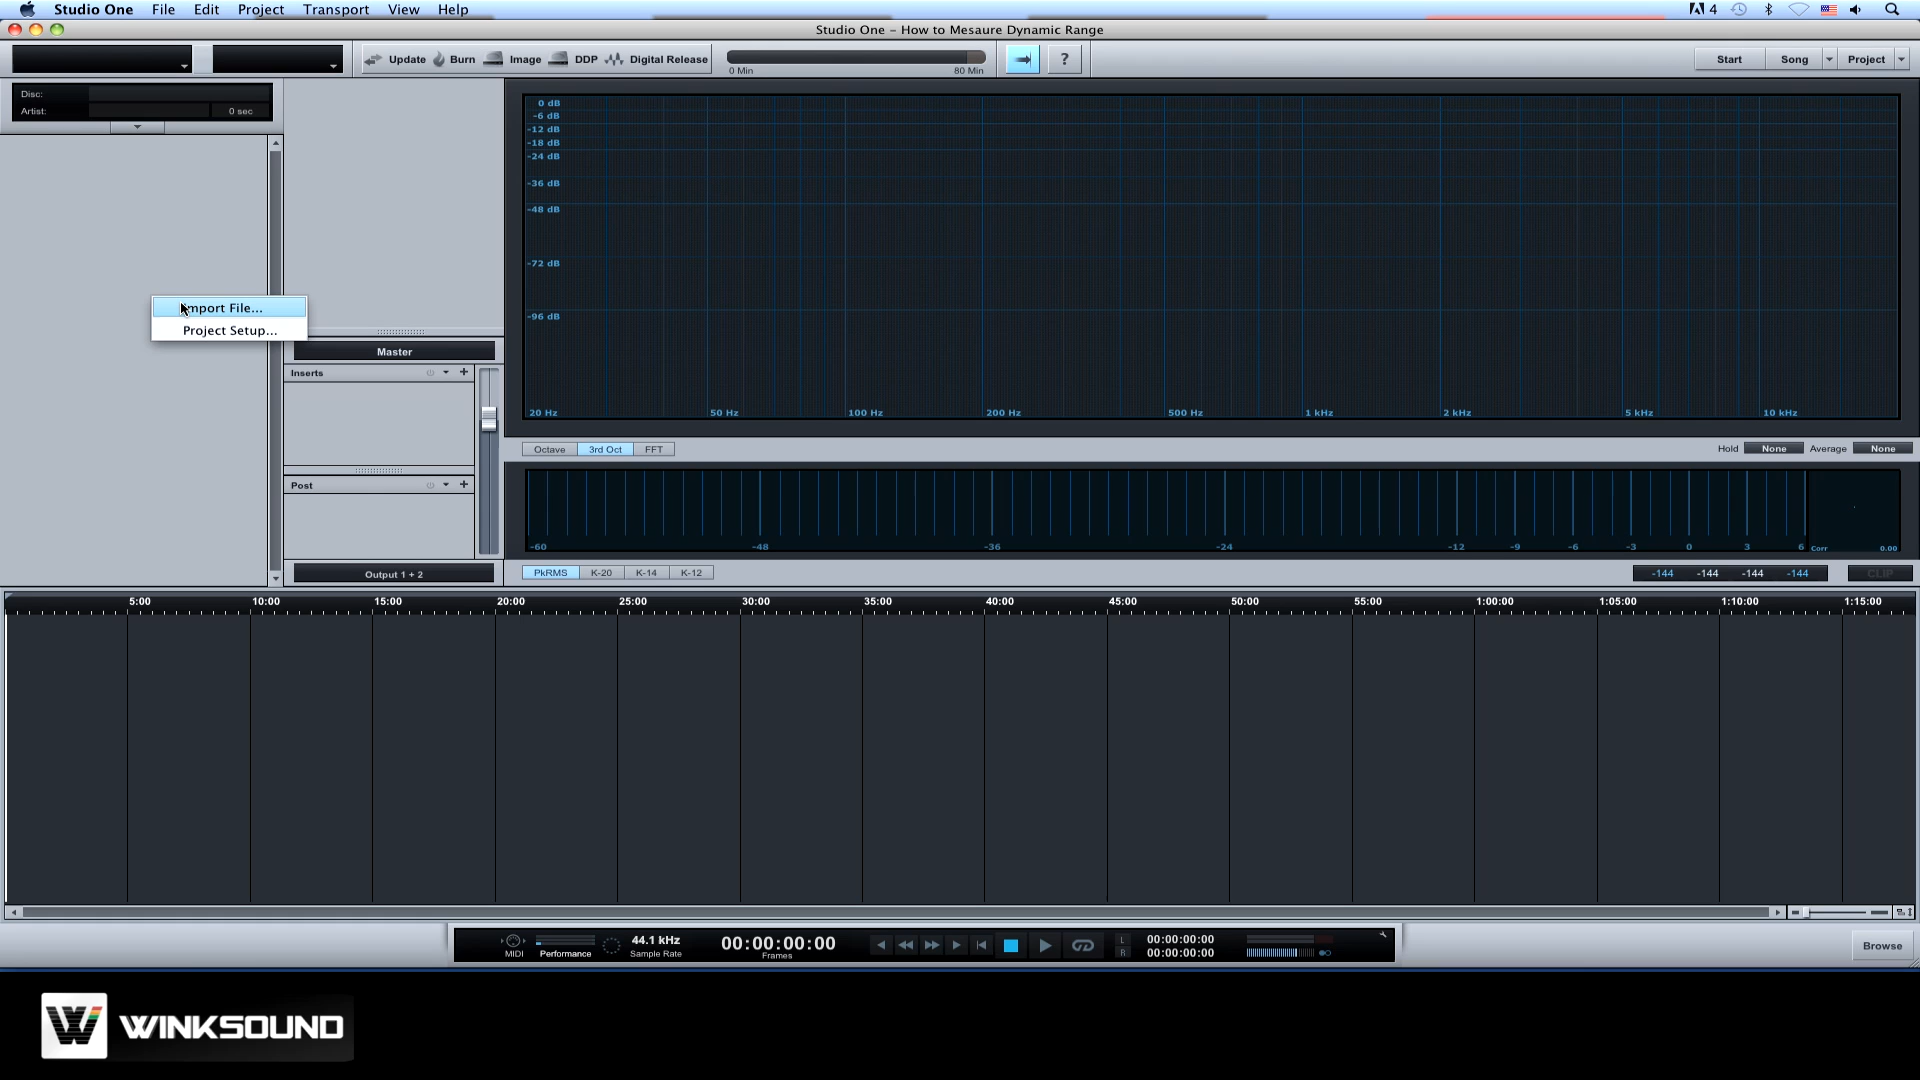 Studio One File Edit Project Transport View Help 4
Studio One – How to Mesaure Dynamic Range
Update Burn Image DDP Digital Release 0 Min 80 Min ? Start Song Project
Disc:
Artist: 0 sec
Import File...
Project Setup...
Master
Inserts
Post
Output 1 + 2
0 dB
-6 dB
-12 dB
-18 dB
-24 dB
-36 dB
-48 dB
-72 dB
-96 dB
20 Hz 50 Hz 100 Hz 200 Hz 500 Hz 1 kHz 2 kHz 5 kHz 10 kHz
Octave 3rd Oct FFT Hold None Average None
-60 -48 -36 -24 -12 -9 -6 -3 0 3 6 Corr 0.00
PkRMS K-20 K-14 K-12 -144 -144 -144 -144 CLIP
5:00 10:00 15:00 20:00 25:00 30:00 35:00 40:00 45:00 50:00 55:00 1:00:00 1:05:00 1:10:00 1:15:00
MIDI Performance 44.1 kHz Sample Rate 00:00:00:00 Frames L 00:00:00:00 R 00:00:00:00
Browse
W WINKSOUND